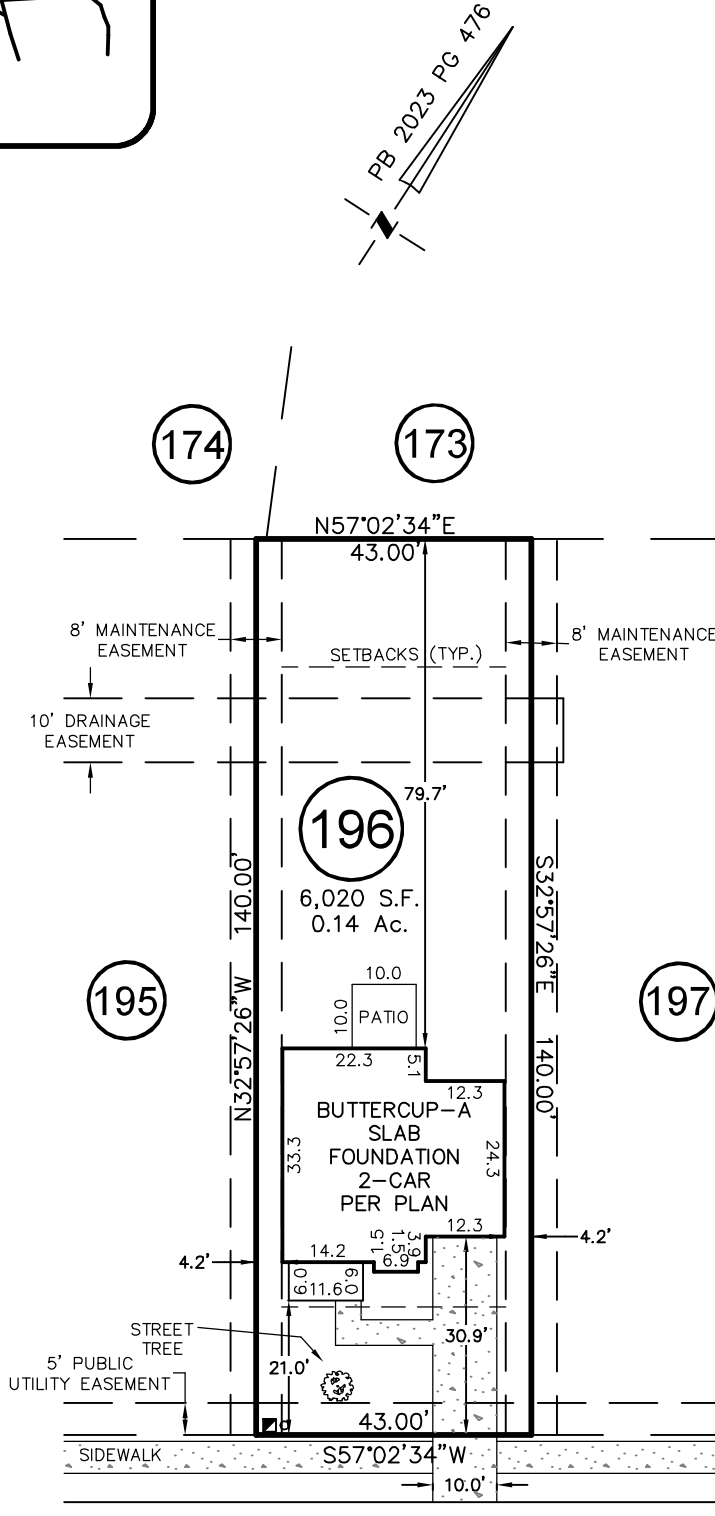 PB 2023 PG 476
N
174
173
N57°02'34"E
43.00'
8' MAINTENANCE
EASEMENT
8' MAINTENANCE
EASEMENT
SETBACKS (TYP.)
10' DRAINAGE
EASEMENT
79.7'
196
6,020 S.F.
0.14 Ac.
N32°57'26"W 140.00'
S32°57'26"E 140.00'
195
197
10.0
10.0
PATIO
22.3
5.1
12.3
BUTTERCUP-A
SLAB
FOUNDATION
2-CAR
PER PLAN
33.3
24.3
12.3
14.2
1.5
1.5
3.9
6.9
4.2'
4.2'
6.0
11.6
6.0
STREET
TREE
30.9'
21.0'
5' PUBLIC
UTILITY EASEMENT
43.00'
SIDEWALK
S57°02'34"W
10.0'